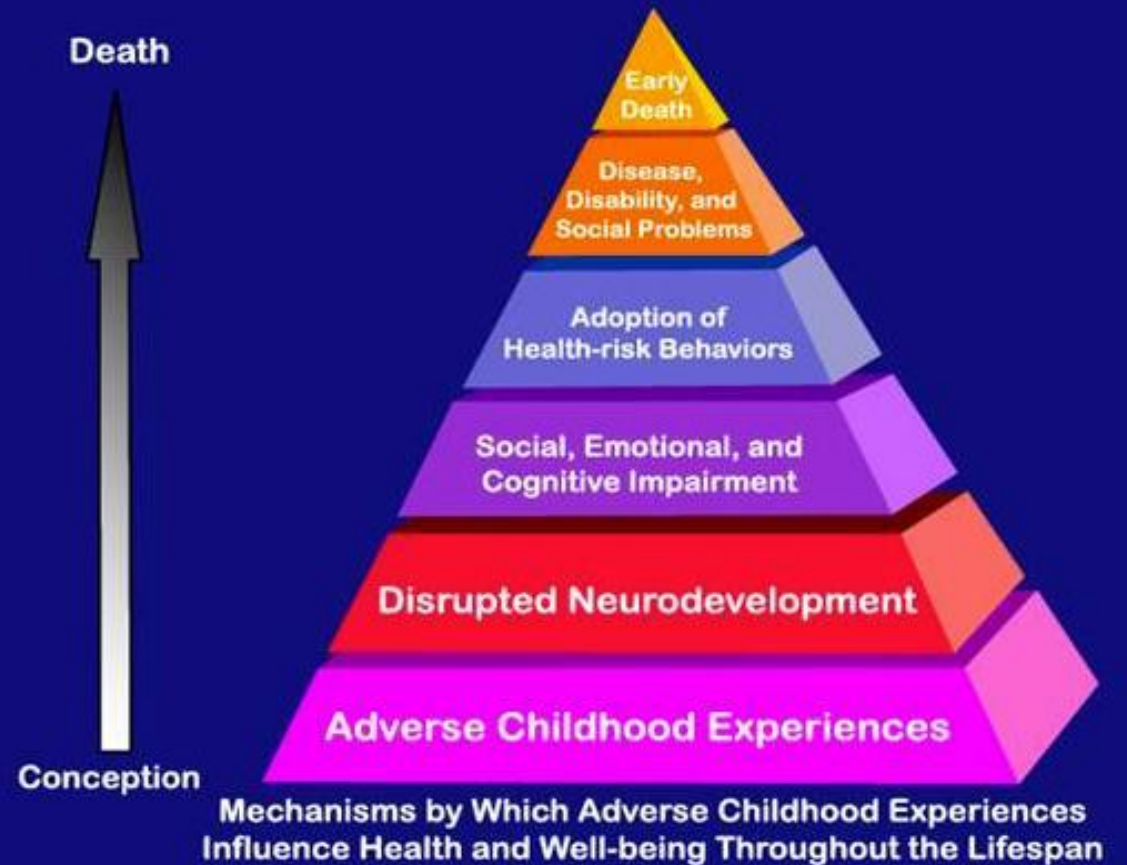 Death
Early
Death
Disease,
Disability, and
Social Problems
Adoption of
Health-risk Behaviors
Social, Emotional, and
Cognitive Impairment
Disrupted Neurodevelopment
Adverse Childhood Experiences
Conception
Mechanisms by Which Adverse Childhood Experiences
Influence Health and Well-being Throughout the Lifespan